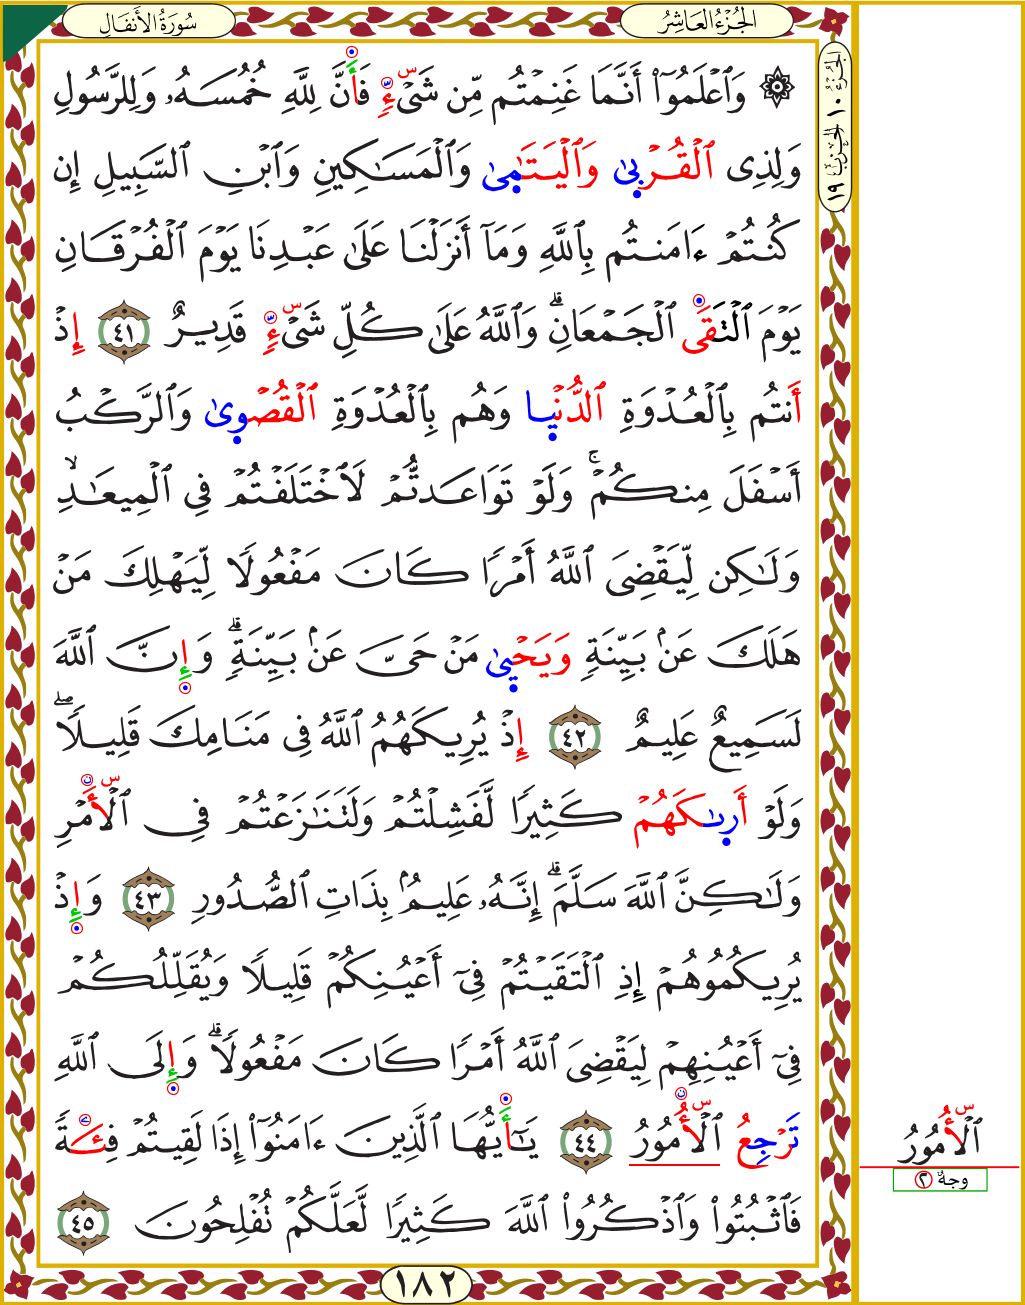 سُورَةُ الأَنفَال
الجُزْءُ العَاشِرُ
الجُزْءُ ١٠ الحِزْبُ ١٩
۞ وَٱعْلَمُوٓا۟ أَنَّمَا غَنِمْتُم مِّن شَىْءٍ فَأَنَّ لِلَّهِ خُمُسَهُۥ وَلِلرَّسُولِ
وَلِذِى ٱلْقُرْبَىٰ وَٱلْيَتَـٰمَىٰ وَٱلْمَسَـٰكِينِ وَٱبْنِ ٱلسَّبِيلِ إِن
كُنتُمْ ءَامَنتُم بِٱللَّهِ وَمَآ أَنزَلْنَا عَلَىٰ عَبْدِنَا يَوْمَ ٱلْفُرْقَانِ
يَوْمَ ٱلْتَقَى ٱلْجَمْعَانِ ۗ وَٱللَّهُ عَلَىٰ كُلِّ شَىْءٍ قَدِيرٌ ٤١ إِذْ
أَنتُم بِٱلْعُدْوَةِ ٱلدُّنْيَا وَهُم بِٱلْعُدْوَةِ ٱلْقُصْوَىٰ وَٱلرَّكْبُ
أَسْفَلَ مِنكُمْ ۚ وَلَوْ تَوَاعَدتُّمْ لَٱخْتَلَفْتُمْ فِى ٱلْمِيعَـٰدِ ۙ
وَلَـٰكِن لِّيَقْضِىَ ٱللَّهُ أَمْرًا كَانَ مَفْعُولًا لِّيَهْلِكَ مَنْ
هَلَكَ عَنۢ بَيِّنَةٍ وَيَحْيَىٰ مَنْ حَىَّ عَنۢ بَيِّنَةٍ ۗ وَإِنَّ ٱللَّهَ
لَسَمِيعٌ عَلِيمٌ ٤٢ إِذْ يُرِيكَهُمُ ٱللَّهُ فِى مَنَامِكَ قَلِيلًا ۖ
وَلَوْ أَرَىٰكَهُمْ كَثِيرًا لَّفَشِلْتُمْ وَلَتَنَـٰزَعْتُمْ فِى ٱلْأَمْرِ
وَلَـٰكِنَّ ٱللَّهَ سَلَّمَ ۗ إِنَّهُۥ عَلِيمٌۢ بِذَاتِ ٱلصُّدُورِ ٤٣ وَإِذْ
يُرِيكُمُوهُمْ إِذِ ٱلْتَقَيْتُمْ فِىٓ أَعْيُنِكُمْ قَلِيلًا وَيُقَلِّلُكُمْ
فِىٓ أَعْيُنِهِمْ لِيَقْضِىَ ٱللَّهُ أَمْرًا كَانَ مَفْعُولًا ۗ وَإِلَى ٱللَّهِ
تَرْجِعُ ٱلْأُمُورُ ٤٤ يَـٰٓأَيُّهَا ٱلَّذِينَ ءَامَنُوٓا۟ إِذَا لَقِيتُمْ فِئَةً
فَٱثْبُتُوا۟ وَٱذْكُرُوا۟ ٱللَّهَ كَثِيرًا لَّعَلَّكُمْ تُفْلِحُونَ ٤٥
ٱلْأُمُورُ
وجهٌ ٢
١٨٢